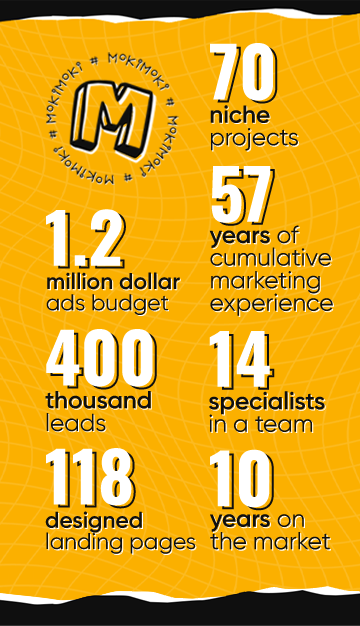 # MOKIMOKI # MOKIMOKI # MOKIMOKI # MOKIMOKI
M
70
niche
projects
57
years of
cumulative
marketing
experience
1.2
million dollar
ads budget
400
thousand
leads
14
specialists
in a team
118
designed
landing pages
10
years on
the market